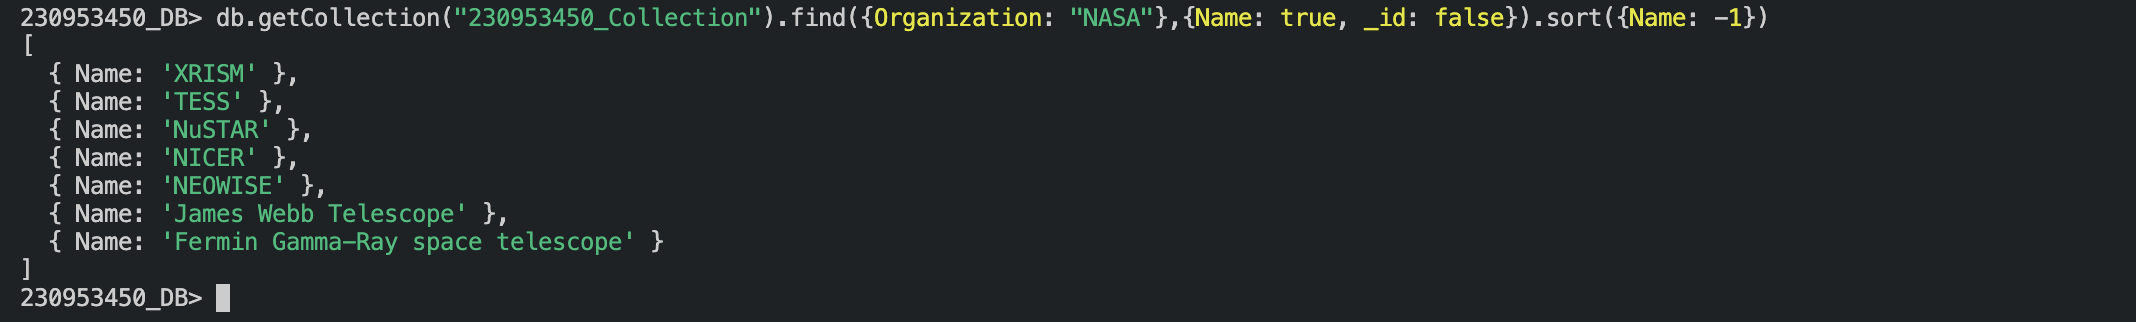 230953450_DB> db.getCollection("230953450_Collection").find({Organization: "NASA"},{Name: true, _id: false}).sort({Name: -1})
[
  { Name: 'XRISM' },
  { Name: 'TESS' },
  { Name: 'NuSTAR' },
  { Name: 'NICER' },
  { Name: 'NEOWISE' },
  { Name: 'James Webb Telescope' },
  { Name: 'Fermin Gamma-Ray space telescope' }
]
230953450_DB>